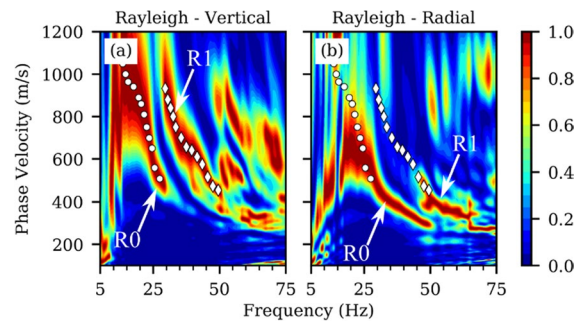 Rayleigh - Vertical
Rayleigh - Radial
(a)
R1
R0
(b)
R1
R0
Phase Velocity (m/s)
1200
1000
800
600
400
200
5
25
50
75
5
25
50
75
Frequency (Hz)
1.0
0.8
0.6
0.4
0.2
0.0